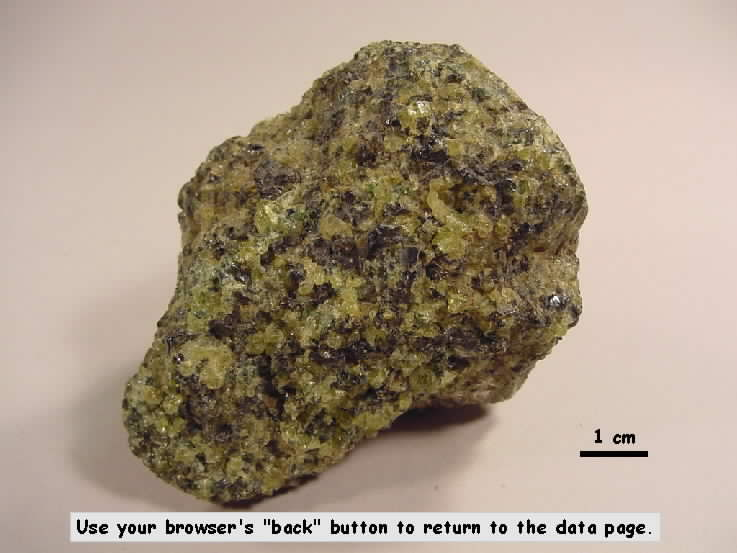 1 cm
Use your browser's "back" button to return to the data page.